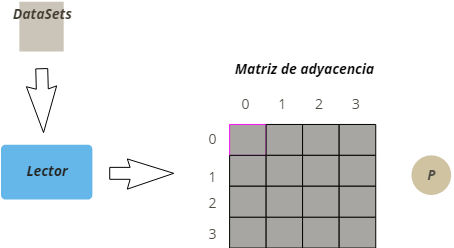 DataSets
Matriz de adyacencia
0 1 2 3
0
Lector
1
P
2
3